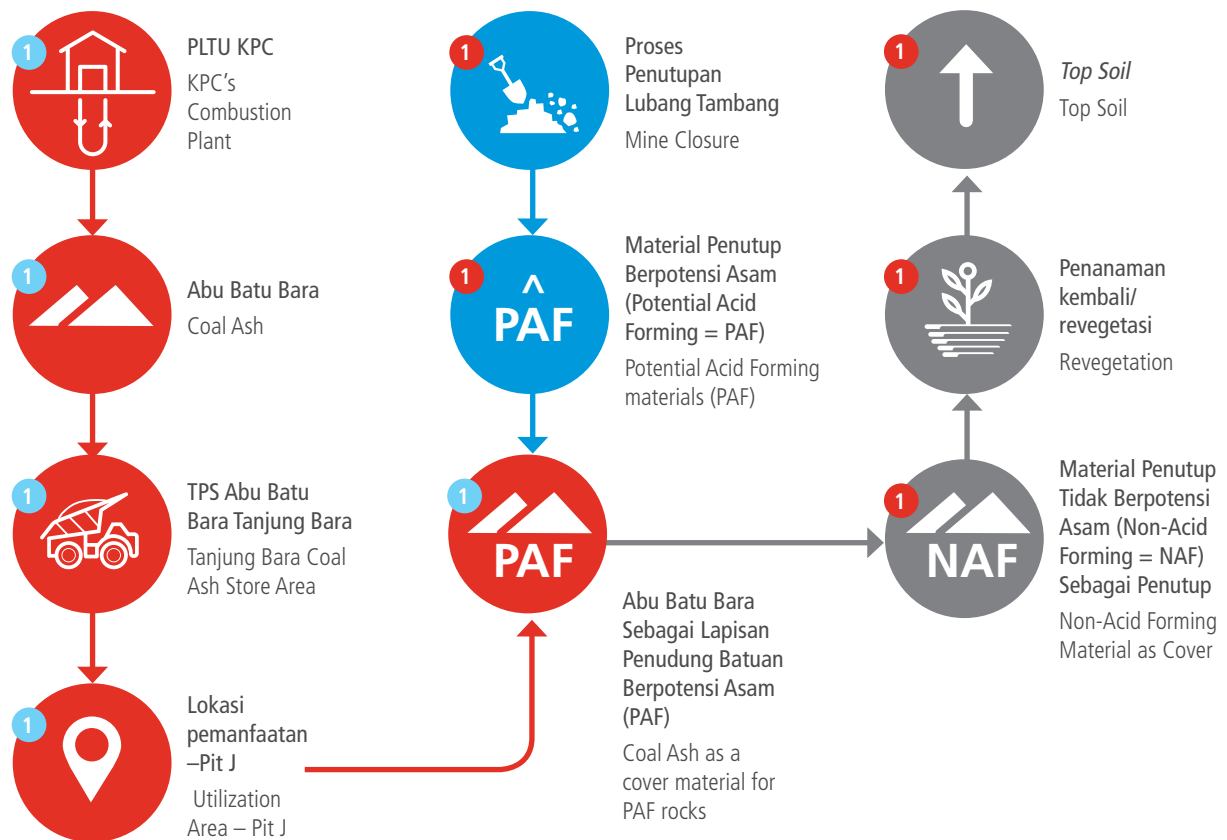 1
PLTU KPC
KPC's
Combustion
Plant
1
Abu Batu Bara
Coal Ash
1
TPS Abu Batu
Bara Tanjung Bara
Tanjung Bara Coal
Ash Store Area
1
Lokasi
pemanfaatan
–Pit J
Utilization
Area – Pit J
1
Proses
Penutupan
Lubang Tambang
Mine Closure
1
^
PAF
Material Penutup
Berpotensi Asam
(Potential Acid
Forming = PAF)
Potential Acid Forming
materials (PAF)
1
PAF
Abu Batu Bara
Sebagai Lapisan
Penudung Batuan
Berpotensi Asam
(PAF)
Coal Ash as a
cover material for
PAF rocks
1
Top Soil
Top Soil
1
Penanaman
kembali/
revegetasi
Revegetation
1
NAF
Material Penutup
Tidak Berpotensi
Asam (Non-Acid
Forming = NAF)
Sebagai Penutup
Non-Acid Forming
Material as Cover